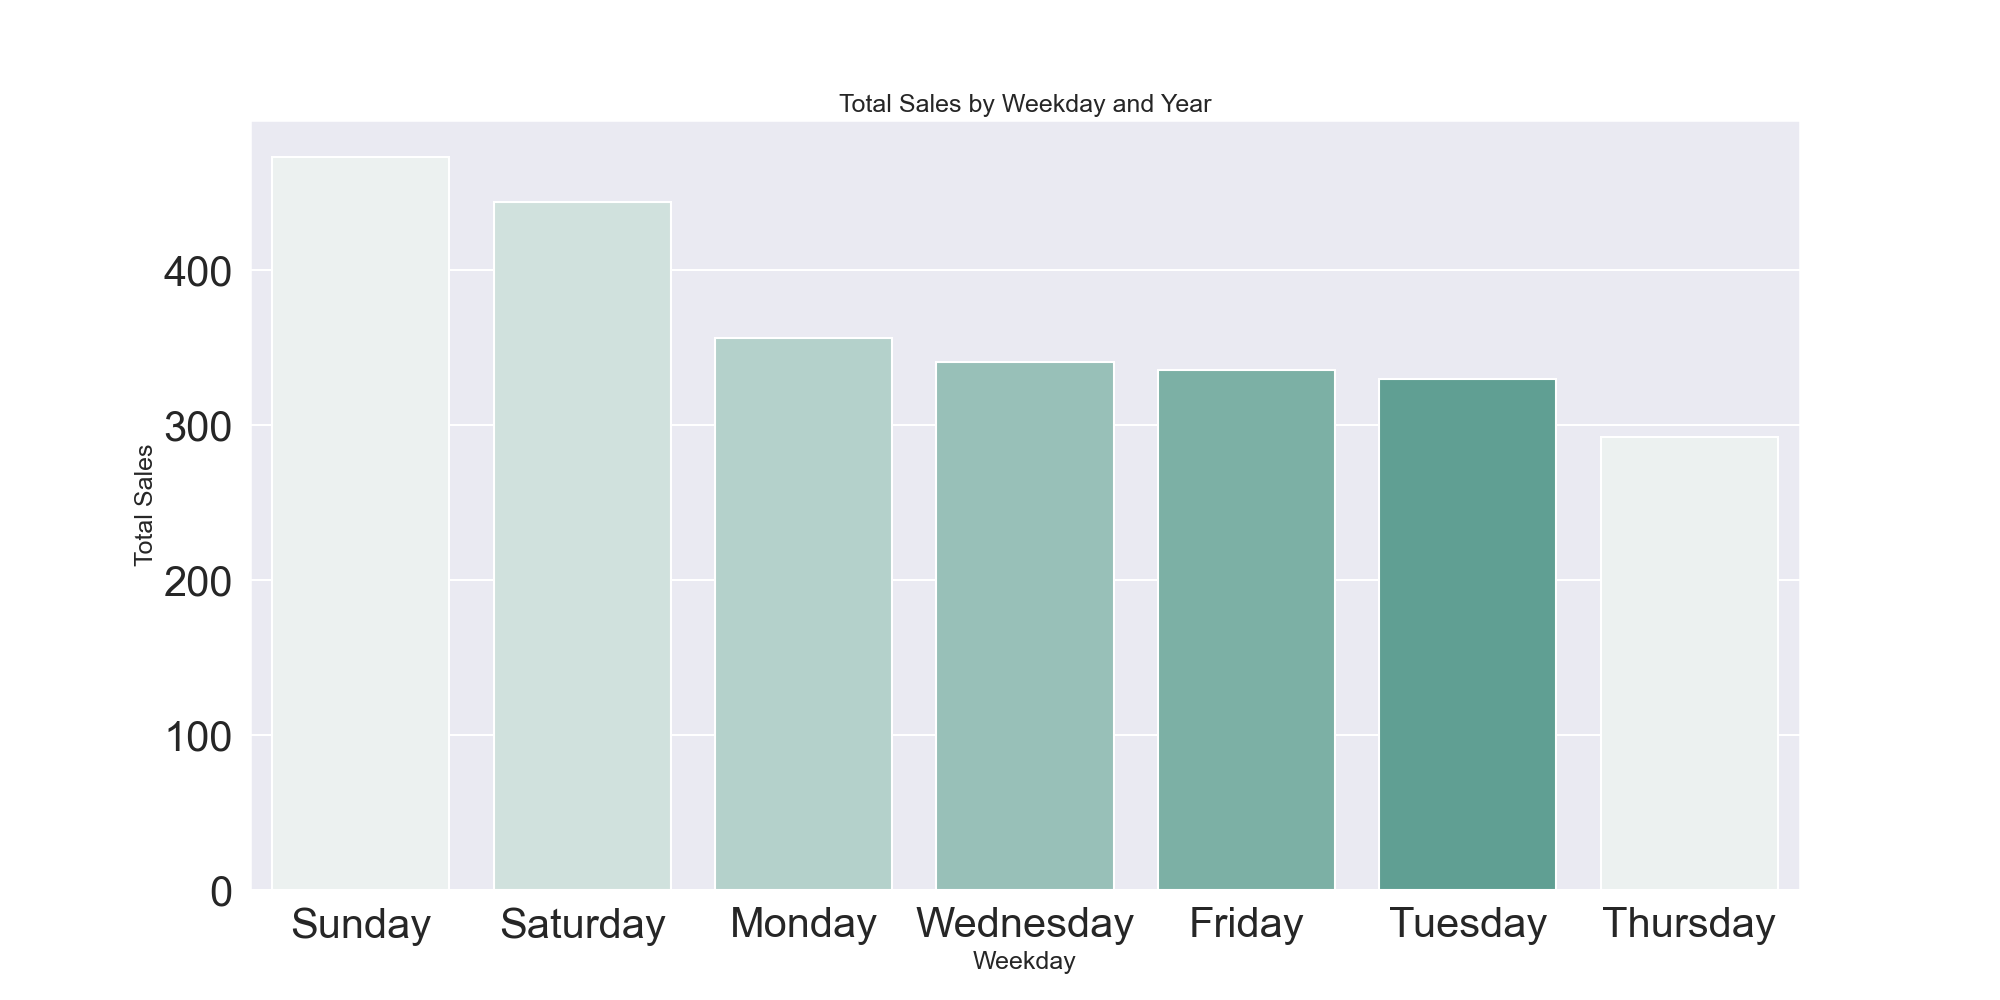 Total Sales by Weekday and Year
Total Sales
400
300
200
100
0
Sunday Saturday Monday Wednesday Friday Tuesday Thursday
Weekday